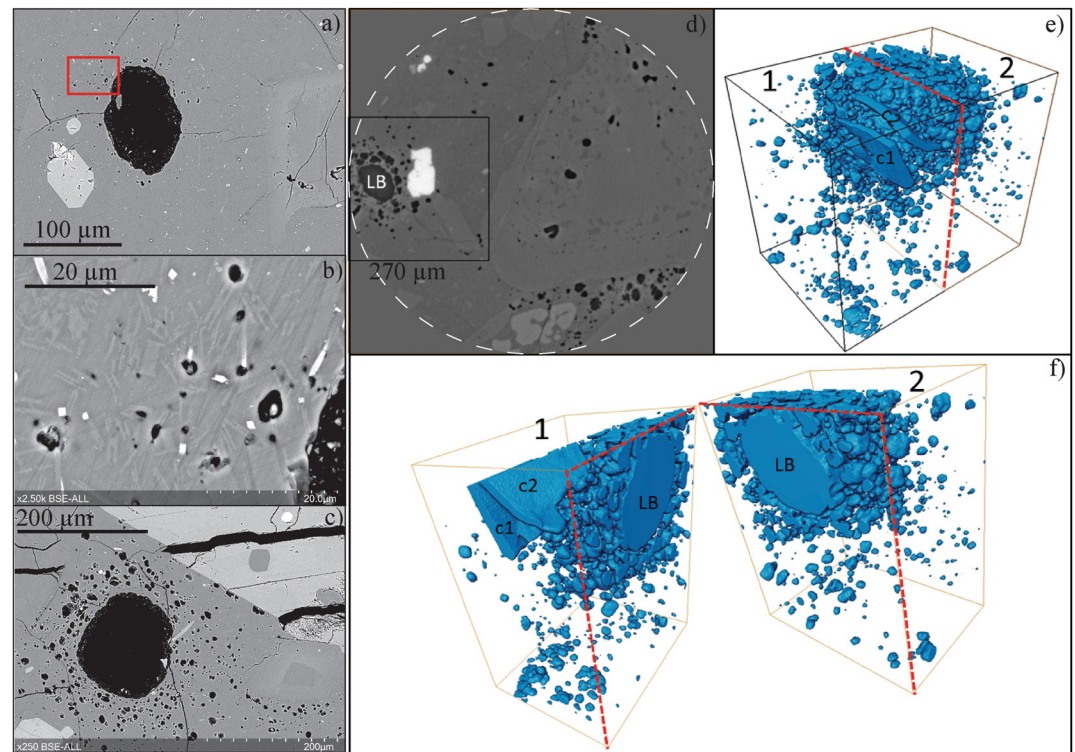 a)
100 µm
b)
20 µm
x2.50k BSE-ALL
20.0µm
c)
200 µm
x250 BSE-ALL
200µm
d)
LB
270 µm
e)
1
2
c2
c1
f)
1
2
c2
c1
LB
LB